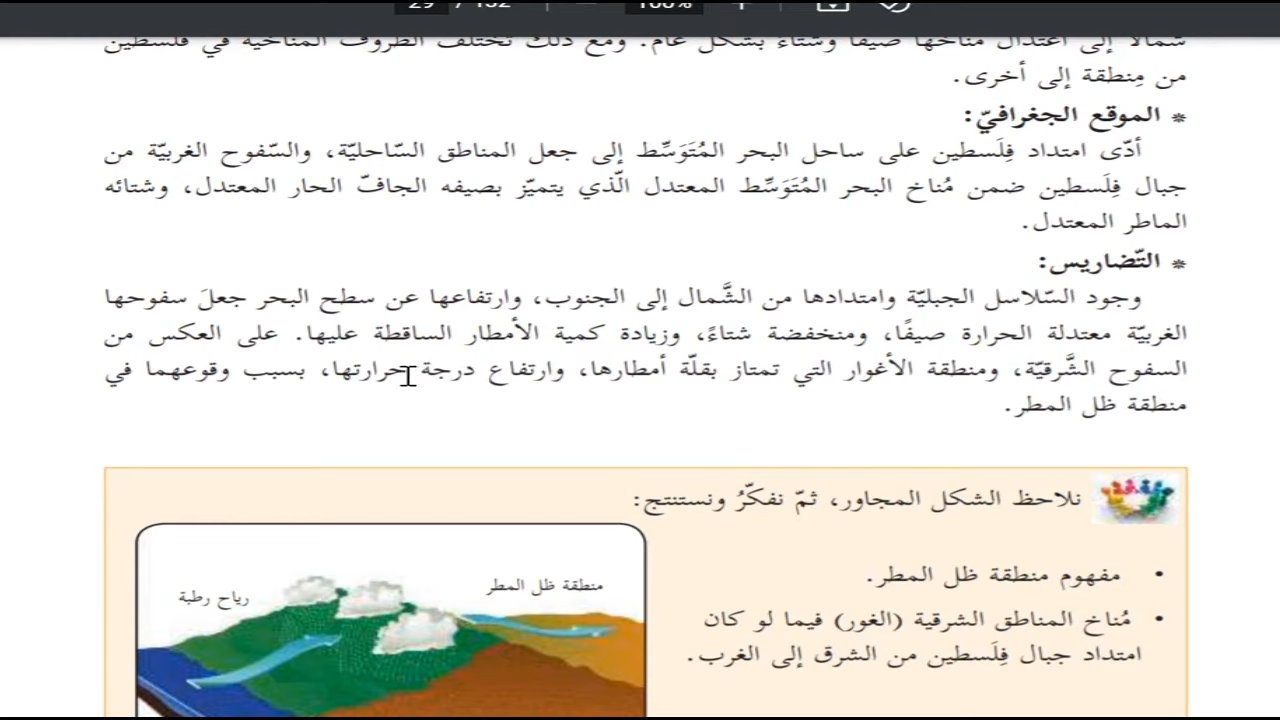 29 / 132
100%
شمالًا إلى اعتدال مناخها صيفًا وشتاءً بشكل عام. ومع ذلك تختلف الظروف المناخية في فلسطين
من مِنطقة إلى أخرى.
* الموقع الجغرافيّ:
أدّى امتداد فِلَسطين على ساحل البحر المُتَوَسِّط إلى جعل المناطق السّاحليّة، والسّفوح الغربيّة من
جبال فِلَسطين ضمن مُناخ البحر المُتَوَسِّط المعتدل الّذي يتميّز بصيفه الجافّ الحار المعتدل، وشتائه
الماطر المعتدل.
* التّضاريس:
وجود السّلاسل الجبليّة وامتدادها من الشَّمال إلى الجنوب، وارتفاعها عن سطح البحر جعلَ سفوحها
الغربيّة معتدلة الحرارة صيفًا، ومنخفضة شتاءً، وزيادة كمية الأمطار الساقطة عليها. على العكس من
السفوح الشَّرقيّة، ومنطقة الأغوار التي تمتاز بقلّة أمطارها، وارتفاع درجة حرارتها، بسبب وقوعهما في
منطقة ظل المطر.
نلاحظ الشكل المجاور، ثمّ نفكّرُ ونستنتج:
• مفهوم منطقة ظل المطر.
• مُناخ المناطق الشرقية (الغور) فيما لو كان
امتداد جبال فِلَسطين من الشرق إلى الغرب.
منطقة ظل المطر
رياح رطبة